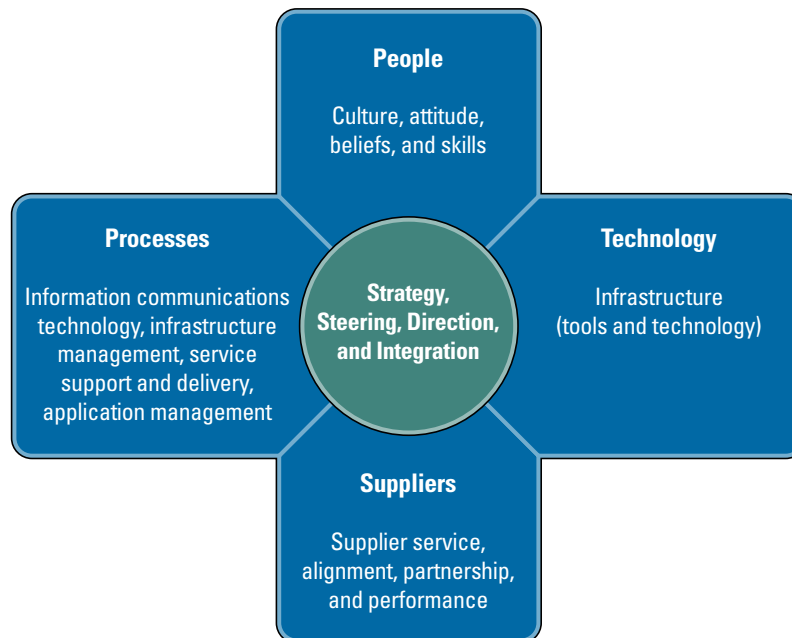 People
Culture, attitude,
beliefs, and skills
Processes
Information communications
technology, infrastructure
management, service
support and delivery,
application management
Strategy,
Steering, Direction,
and Integration
Technology
Infrastructure
(tools and technology)
Suppliers
Supplier service,
alignment, partnership,
and performance